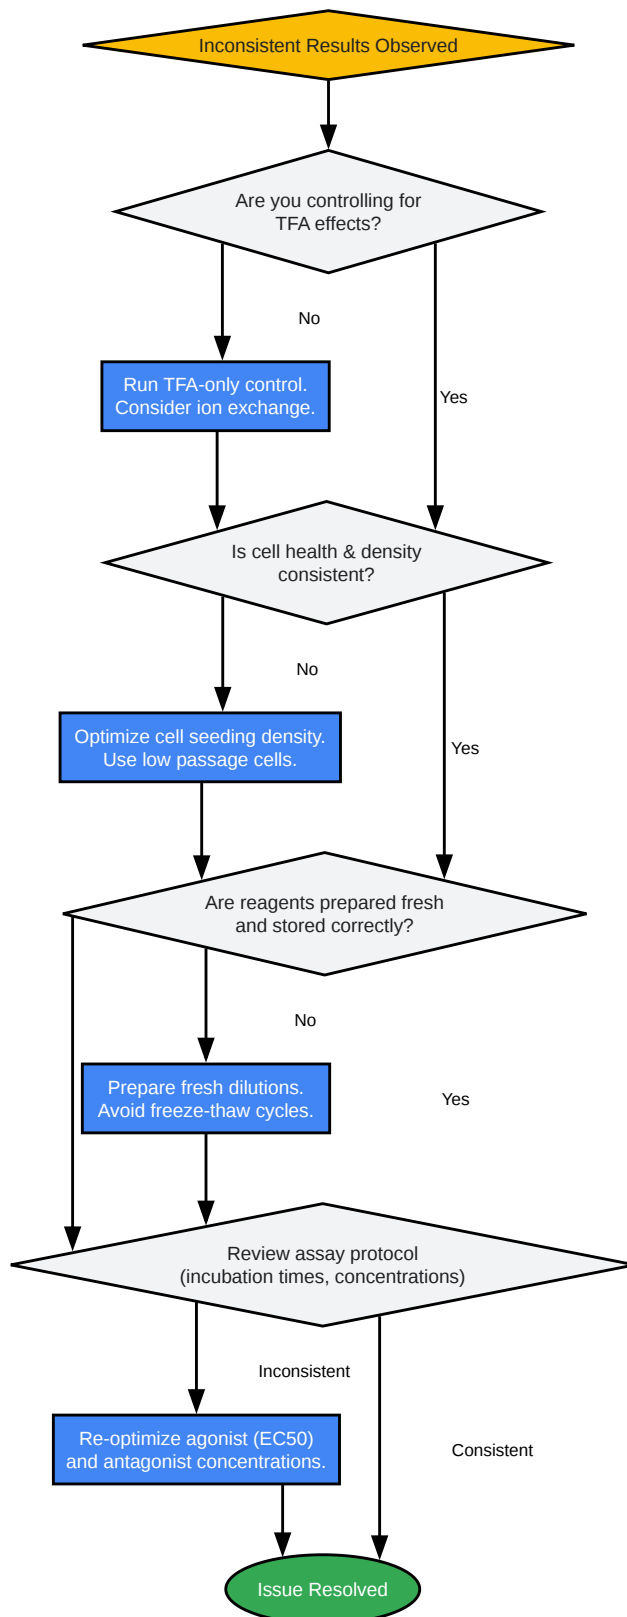 Inconsistent Results Observed
Are you controlling for
TFA effects?
No
Run TFA-only control.
Consider ion exchange.
Yes
Is cell health & density
consistent?
No
Optimize cell seeding density.
Use low passage cells.
Yes
Are reagents prepared fresh
and stored correctly?
No
Prepare fresh dilutions.
Avoid freeze-thaw cycles.
Yes
Review assay protocol
(incubation times, concentrations)
Inconsistent
Re-optimize agonist (EC50)
and antagonist concentrations.
Consistent
Issue Resolved